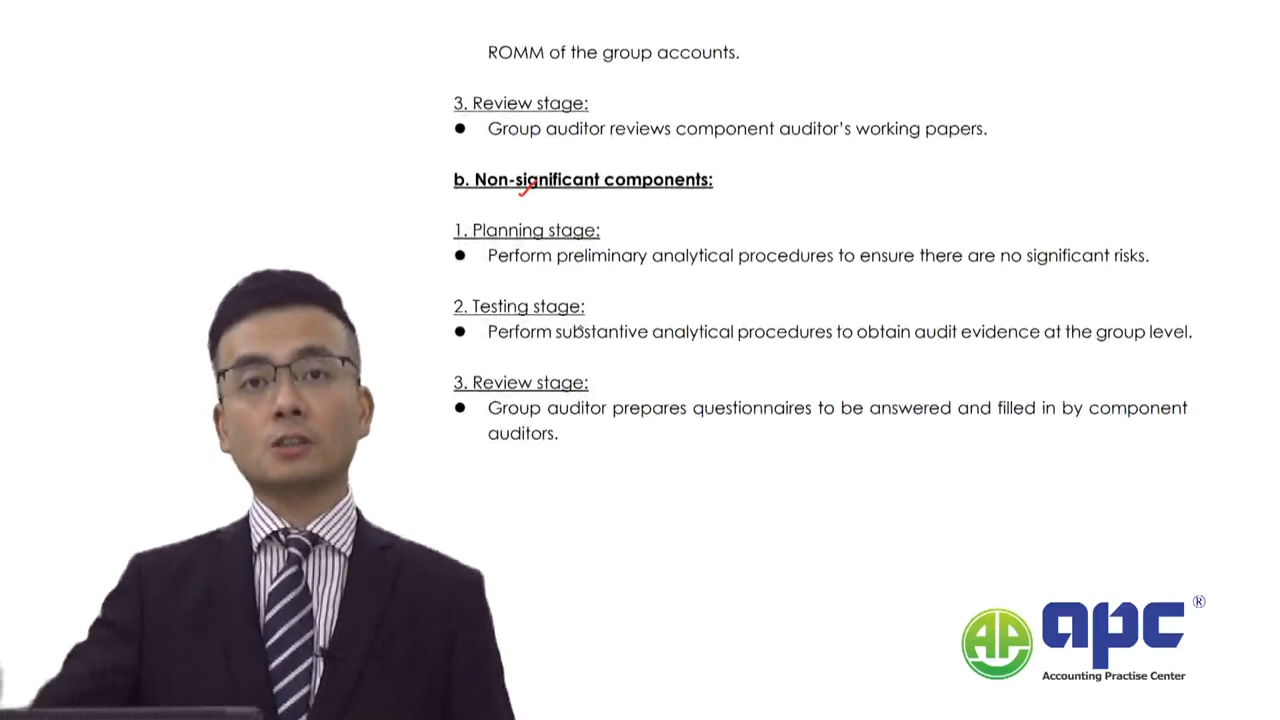 ROMM of the group accounts.
3. Review stage:
● Group auditor reviews component auditor's working papers.
b. Non-significant components:
1. Planning stage:
● Perform preliminary analytical procedures to ensure there are no significant risks.
2. Testing stage:
● Perform substantive analytical procedures to obtain audit evidence at the group level.
3. Review stage:
● Group auditor prepares questionnaires to be answered and filled in by component
auditors.
AP
apc ®
Accounting Practise Center